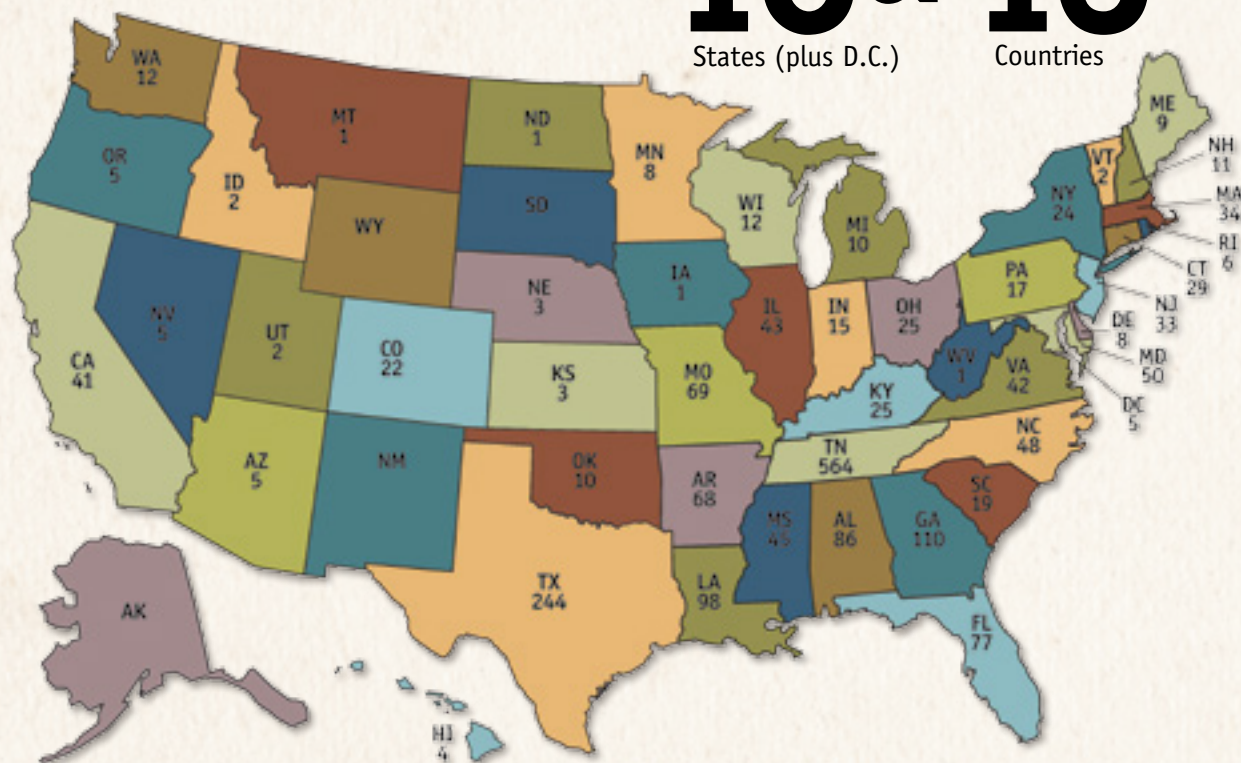 States (plus D.C.)
Countries
WA
12
OR
5
ID
2
MT
1
ND
1
MN
8
WI
12
MI
10
NY
24
VT
2
ME
9
NH
11
MA
34
RI
6
CT
29
NJ
33
DE
8
MD
50
DC
5
PA
17
OH
25
IN
15
IL
43
IA
1
SD
WY
NE
3
NV
5
UT
2
CO
22
CA
41
KS
3
MO
69
KY
25
WV
1
VA
42
NC
48
TN
564
AZ
5
NM
OK
10
AR
68
SC
19
MS
45
AL
86
GA
110
TX
244
LA
98
FL
77
AK
HI
4